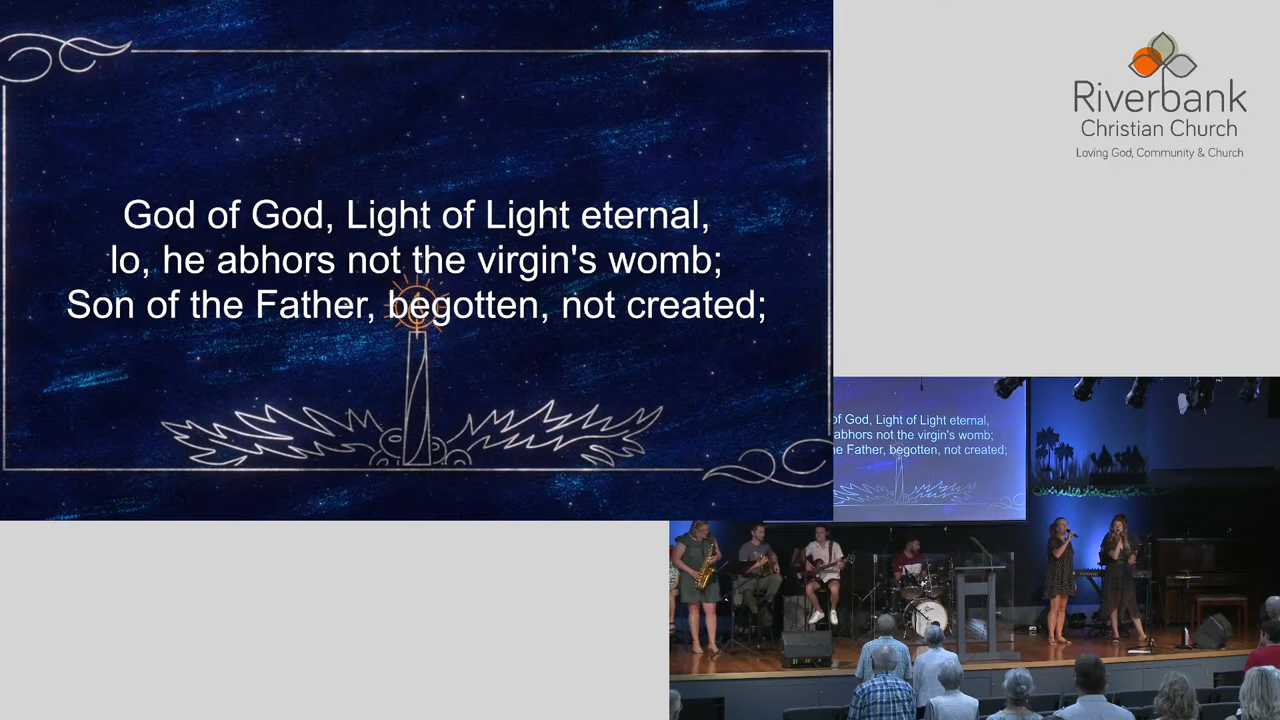 God of God, Light of Light eternal,
lo, he abhors not the virgin's womb;
Son of the Father, begotten, not created;
Riverbank
Christian Church
Loving God, Community & Church
of God, Light of Light eternal,
abhors not the virgin's womb;
Father, begotten, not created;